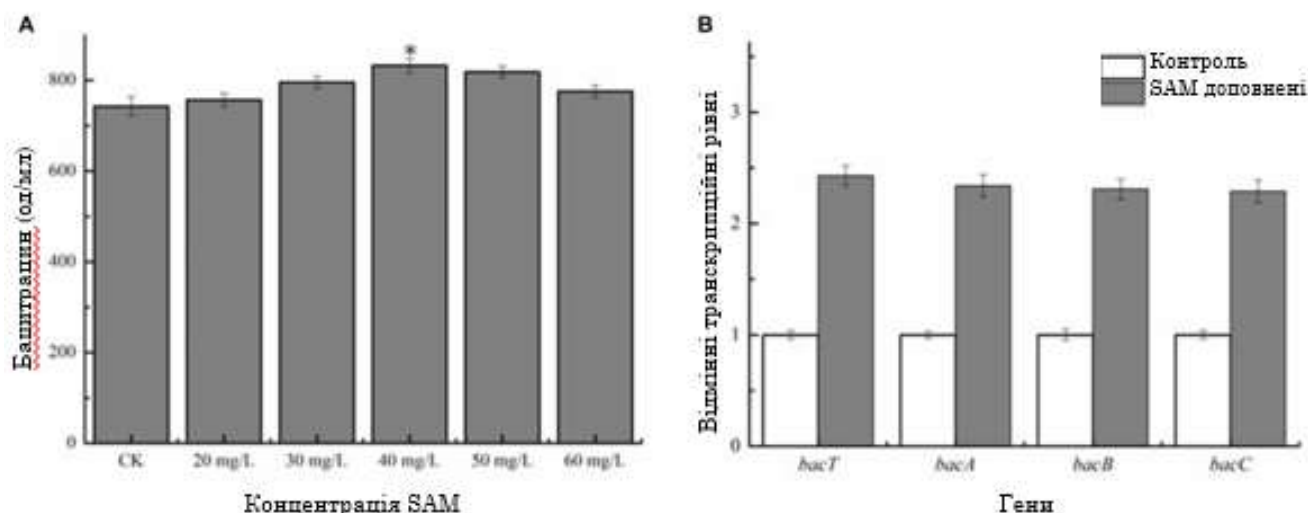 A
Бацитрацин (од/мл)
800
600
400
200
0
CK
20 mg/L
30 mg/L
40 mg/L
50 mg/L
60 mg/L
*
Концентрація SAM
B
Контроль
SAM доповнені
Відмінні транскрипційні рівні
3
2
1
0
bacT
bacA
bacB
bacC
Гени